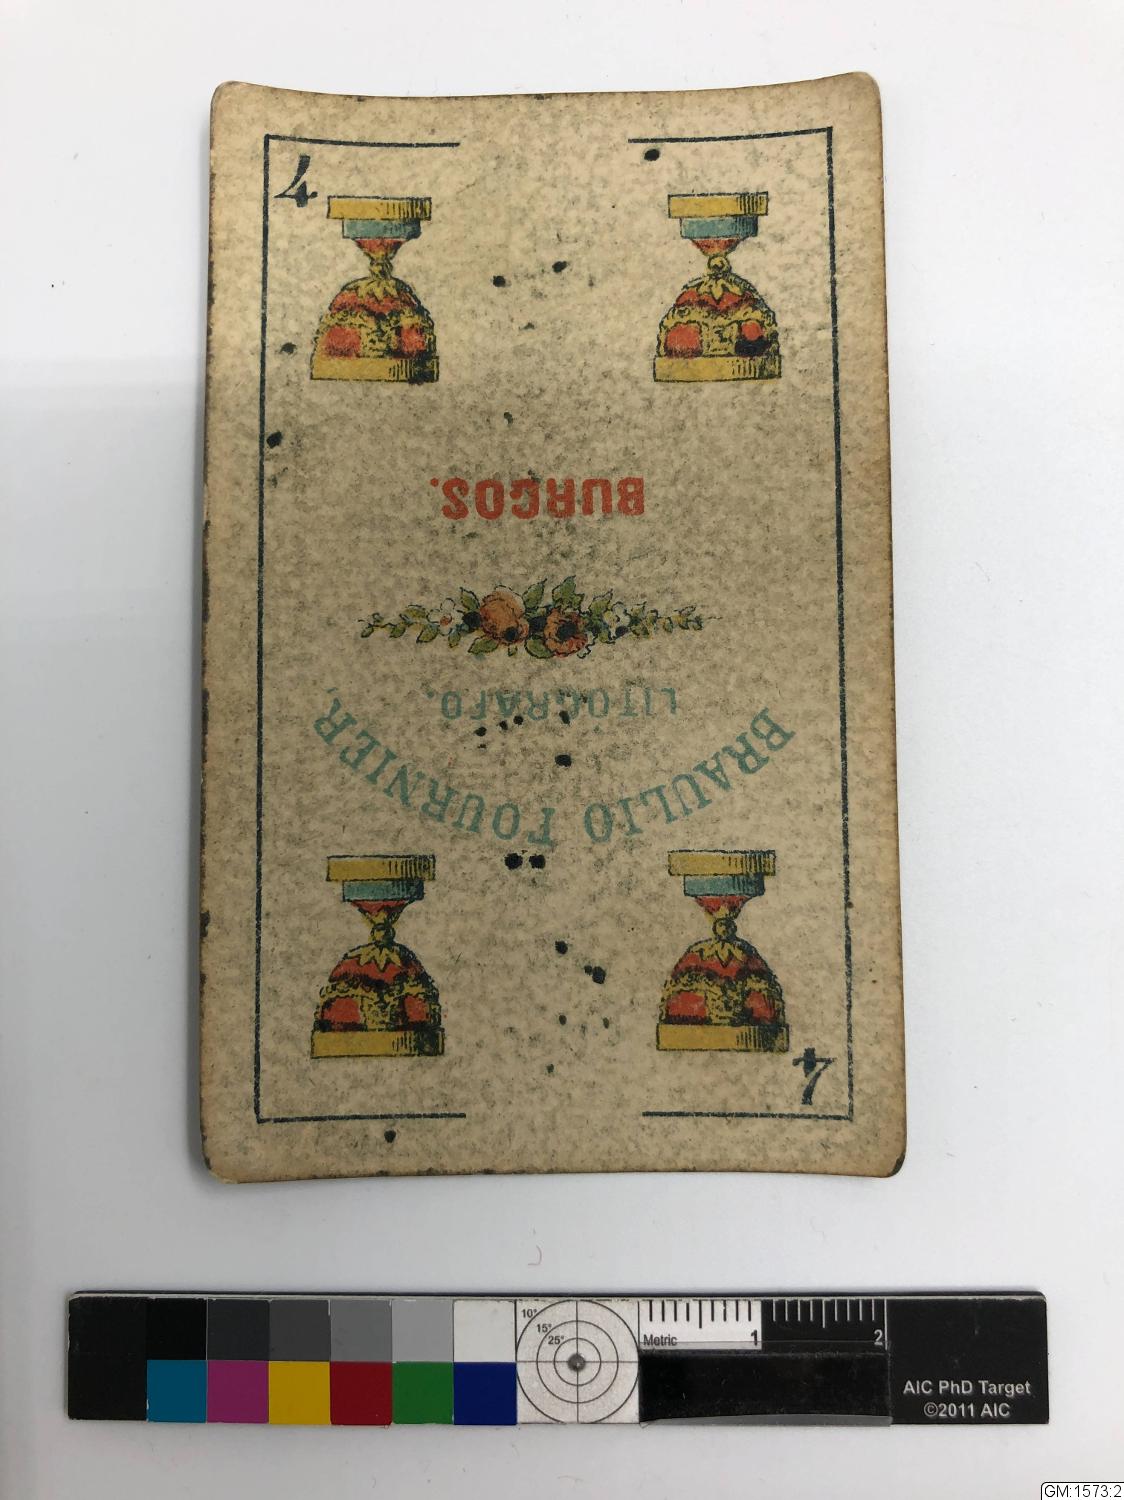 4
BRAULIO FOURNIER,
LITOGRAFO.
BURGOS.
4
10°
15°
25°
Metric
1
2
AIC PhD Target
©2011 AIC
GM:1573:2